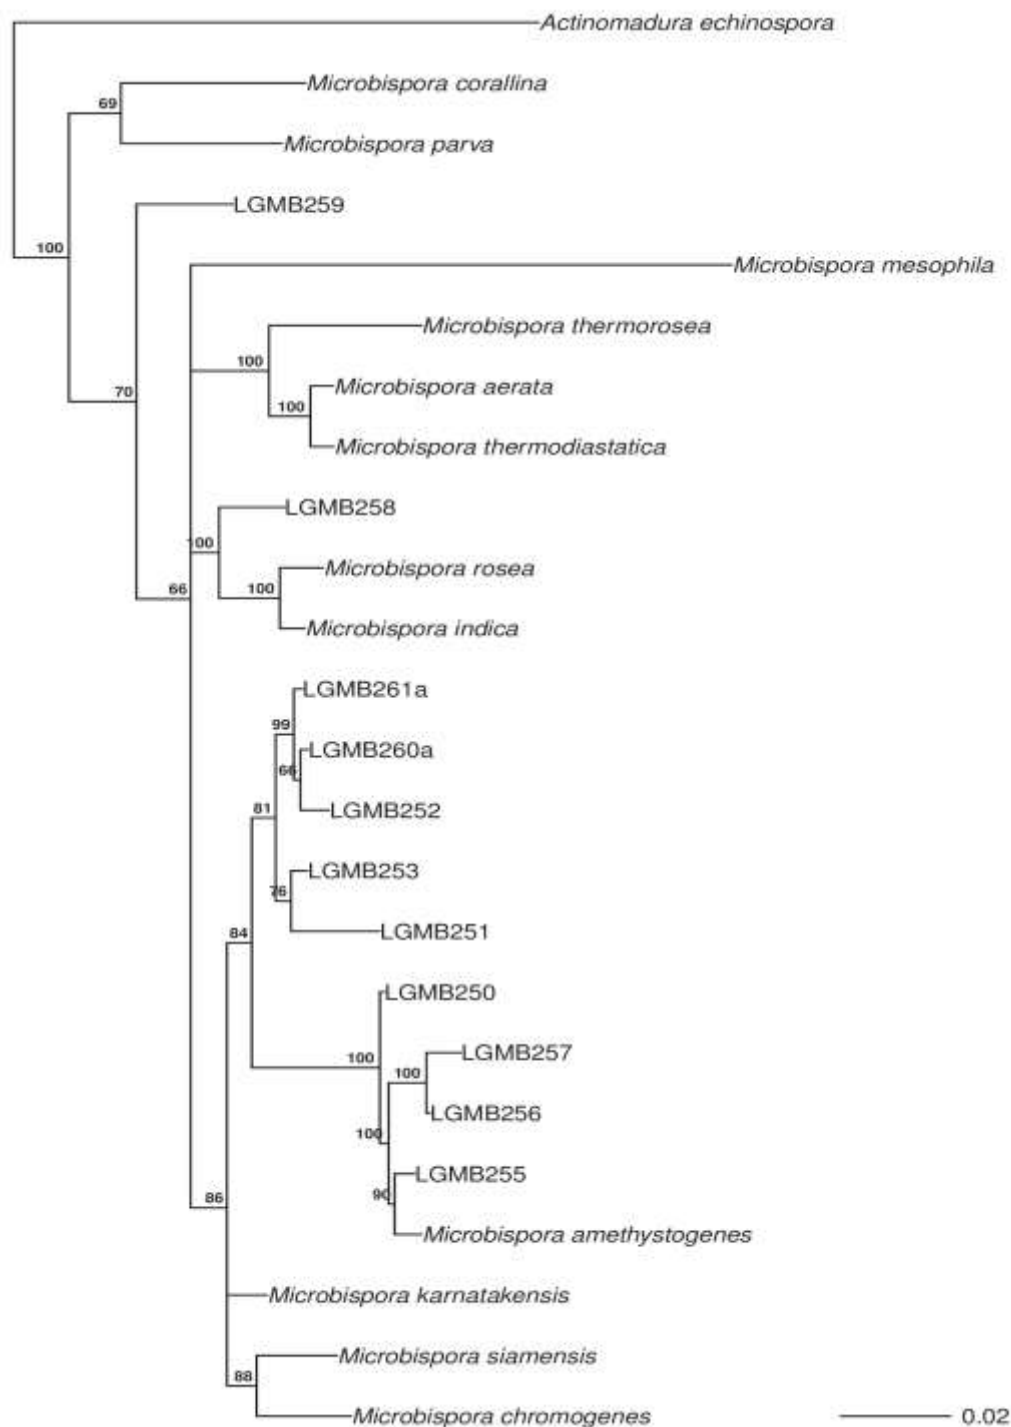 Actinomadura echinospora
Microbispora corallina
69
Microbispora parva
LGMB259
100
Microbispora mesophila
Microbispora thermorosea
100
Microbispora aerata
70
100
Microbispora thermodiastatica
LGMB258
100
Microbispora rosea
66
100
Microbispora indica
LGMB261a
99
LGMB260a
66
81
LGMB252
LGMB253
76
84
LGMB251
LGMB250
100
LGMB257
100
LGMB256
100
LGMB255
90
86
Microbispora amethystogenes
Microbispora karnatakensis
Microbispora siamensis
88
Microbispora chromogenes
0.02